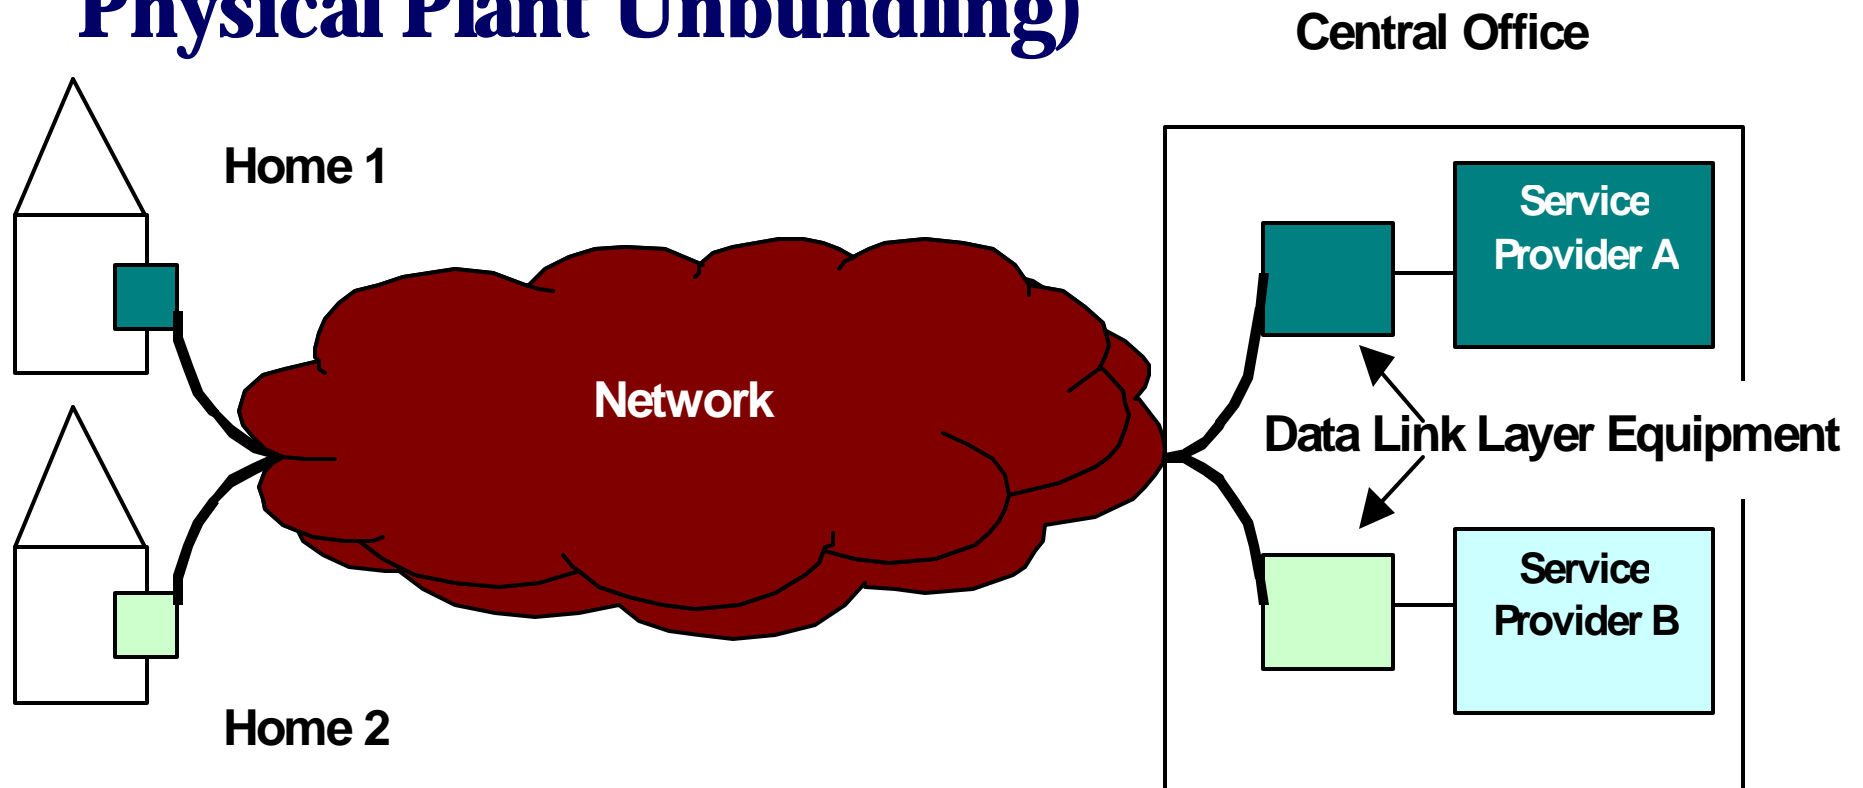 Physical Plant Unbundling)
Central Office
Home 1
Service
Provider A
Network
Data Link Layer Equipment
Service
Provider B
Home 2